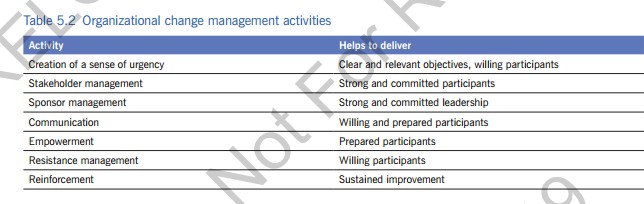 Table 5.2 Organizational change management activities
Activity Helps to deliver
Creation of a sense of urgency Clear and relevant objectives, willing participants
Stakeholder management Strong and committed participants
Sponsor management Strong and committed leadership
Communication Willing and prepared participants
Empowerment Prepared participants
Resistance management Willing participants
Reinforcement Sustained improvement
Not For R